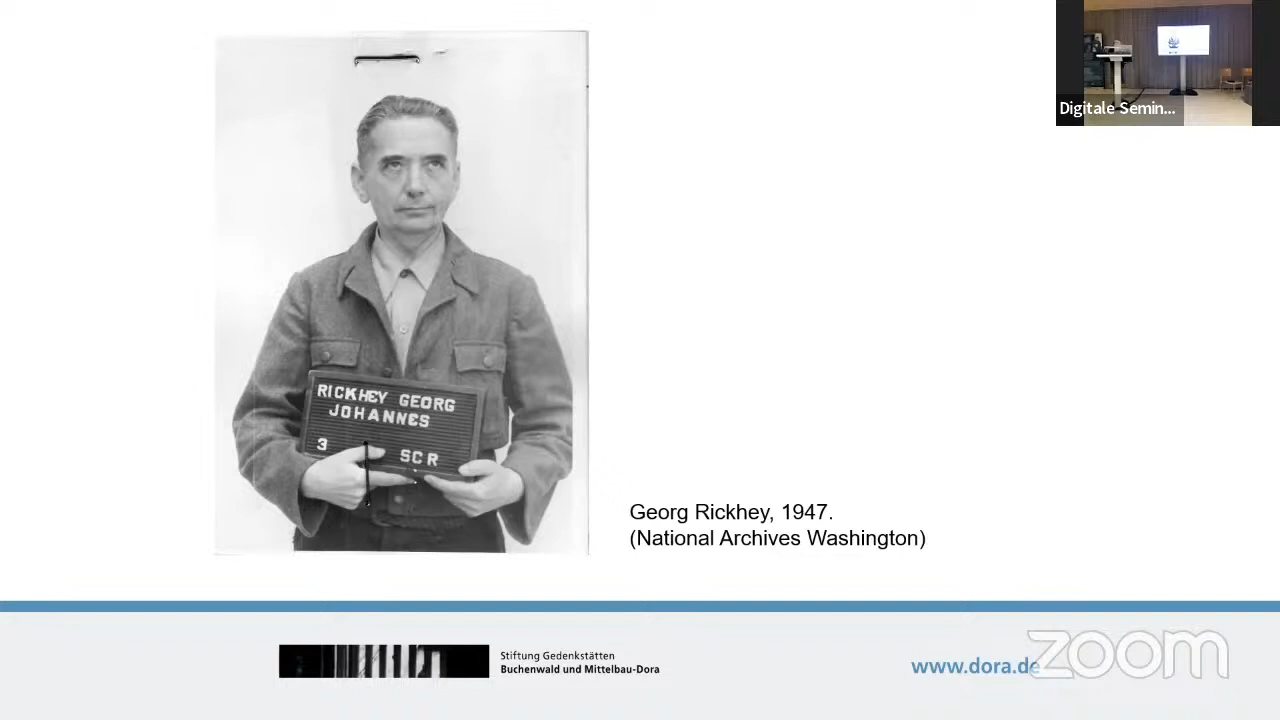 Digitale Semin...
RICKHEY GEORG
JOHANNES
3 SCR
Georg Rickhey, 1947.
(National Archives Washington)
Stiftung Gedenkstätten
Buchenwald und Mittelbau-Dora
www.dora.de
zoom